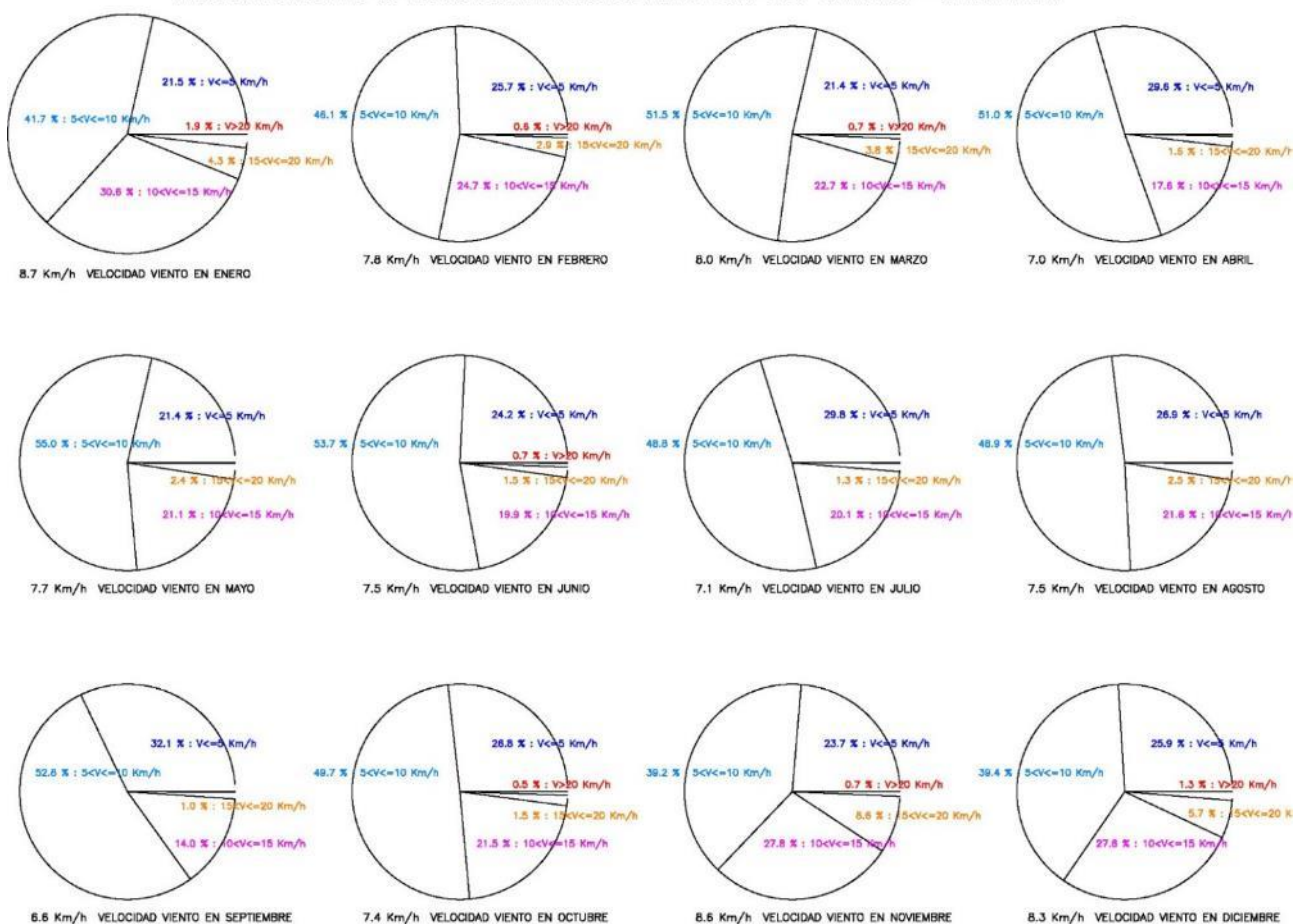 21.5 % : V<=5 Km/h
41.7 % : 5<V<=10 Km/h
1.9 % : V>20 Km/h
4.3 % : 15<V<=20 Km/h
30.6 % : 10<V<=15 Km/h
8.7 Km/h VELOCIDAD VIENTO EN ENERO
25.7 % : V<=5 Km/h
46.1 % : 5<V<=10 Km/h
0.6 % : V>20 Km/h
2.9 % : 15<V<=20 Km/h
24.7 % : 10<V<=15 Km/h
7.8 Km/h VELOCIDAD VIENTO EN FEBRERO
21.4 % : V<=5 Km/h
51.5 % : 5<V<=10 Km/h
0.7 % : V>20 Km/h
3.8 % : 15<V<=20 Km/h
22.7 % : 10<V<=15 Km/h
8.0 Km/h VELOCIDAD VIENTO EN MARZO
29.6 % : V<=5 Km/h
51.0 % : 5<V<=10 Km/h
15<V<=20 Km/h
17.6 % : 10<V<=15 Km/h
7.0 Km/h VELOCIDAD VIENTO EN ABRIL
21.4 % : V<=5 Km/h
55.0 % : 5<V<=10 Km/h
2.4 % : 15<V<=20 Km/h
21.1 % : 10<V<=15 Km/h
7.7 Km/h VELOCIDAD VIENTO EN MAYO
24.2 % : V<=5 Km/h
53.7 % : 5<V<=10 Km/h
0.7 % : V>20 Km/h
1.5 % : 15<V<=20 Km/h
19.9 % : 10<V<=15 Km/h
7.5 Km/h VELOCIDAD VIENTO EN JUNIO
29.8 % : V<=5 Km/h
48.8 % : 5<V<=10 Km/h
1.3 % : 15<V<=20 Km/h
20.1 % : 10<V<=15 Km/h
7.1 Km/h VELOCIDAD VIENTO EN JULIO
26.9 % : V<=5 Km/h
48.9 % : 5<V<=10 Km/h
2.5 % : 15<V<=20 Km/h
21.6 % : 10<V<=15 Km/h
7.5 Km/h VELOCIDAD VIENTO EN AGOSTO
32.1 % : V<=5 Km/h
52.8 % : 5<V<=10 Km/h
1.0 % : 15<V<=20 Km/h
14.0 % : 10<V<=15 Km/h
6.6 Km/h VELOCIDAD VIENTO EN SEPTIEMBRE
26.8 % : V<=5 Km/h
49.7 % : 5<V<=10 Km/h
0.5 % : V>20 Km/h
1.5 % : 15<V<=20 Km/h
21.5 % : 10<V<=15 Km/h
7.4 Km/h VELOCIDAD VIENTO EN OCTUBRE
23.7 % : V<=5 Km/h
39.2 % : 5<V<=10 Km/h
0.7 % : V>20 Km/h
8.6 % : 15<V<=20 Km/h
27.8 % : 10<V<=15 Km/h
8.6 Km/h VELOCIDAD VIENTO EN NOVIEMBRE
25.9 % : V<=5 Km/h
39.4 % : 5<V<=10 Km/h
1.3 % : V>20 Km/h
5.7 % : 15<V<=20 K
27.8 % : 10<V<=15 Km/h
8.3 Km/h VELOCIDAD VIENTO EN DICIEMBRE